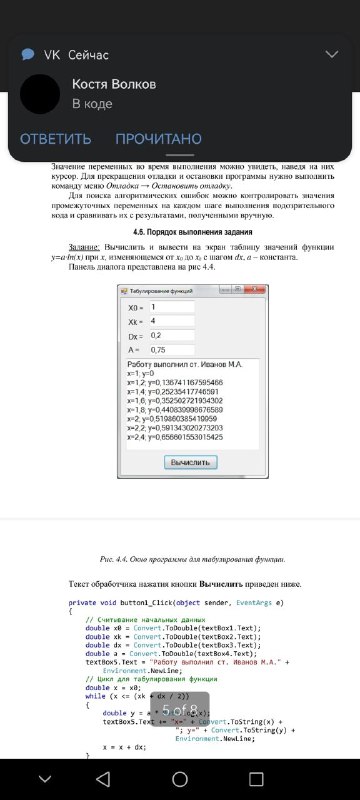 VK Сейчас
Костя Волков
В коде
ОТВЕТИТЬ ПРОЧИТАНО
Значение переменных во время выполнения можно увидеть, наведя на них
курсор. Для прекращения отладки и остановки программы нужно выполнить
команду меню Отладка → Остановить отладку.
Для поиска алгоритмических ошибок можно контролировать значения
промежуточных переменных на каждом шаге выполнения подозрительного
кода и сравнивать их с результатами, полученными вручную.
4.6. Порядок выполнения задания
Задание: Вычислить и вывести на экран таблицу значений функции
y=a·ln(x) при x, изменяющемся от x₀ до xₖ с шагом dx, a – константа.
Панель диалога представлена на рис 4.4.
Табулирование функций
X0 = 1
Xk = 4
Dx = 0,2
A = 0,75
Работу выполнил ст. Иванов М.А.
x=1; y=0
x=1,2; y=0,136741167595466
x=1,4; y=0,25235417746591
x=1,6; y=0,352502721934302
x=1,8; y=0,440839998676589
x=2; y=0,519860385419959
x=2,2; y=0,591343020273203
x=2,4; y=0,656601553015425
Вычислить
Рис. 4.4. Окно программы для табулирования функции.
Текст обработчика нажатия кнопки Вычислить приведен ниже.
private void button1_Click(object sender, EventArgs e)
{
// Считывание начальных данных
double x0 = Convert.ToDouble(textBox1.Text);
double xk = Convert.ToDouble(textBox2.Text);
double dx = Convert.ToDouble(textBox3.Text);
double a = Convert.ToDouble(textBox4.Text);
textBox5.Text = "Работу выполнил ст. Иванов М.А." +
Environment.NewLine;
// Цикл для табулирования функции
double x = x0;
while (x <= (xk + dx / 2))
{
double y = a * (x);
5 of 8
textBox5.Text += "x=" + Convert.ToString(x) +
"; y=" + Convert.ToString(y) +
Environment.NewLine;
x = x + dx;
}